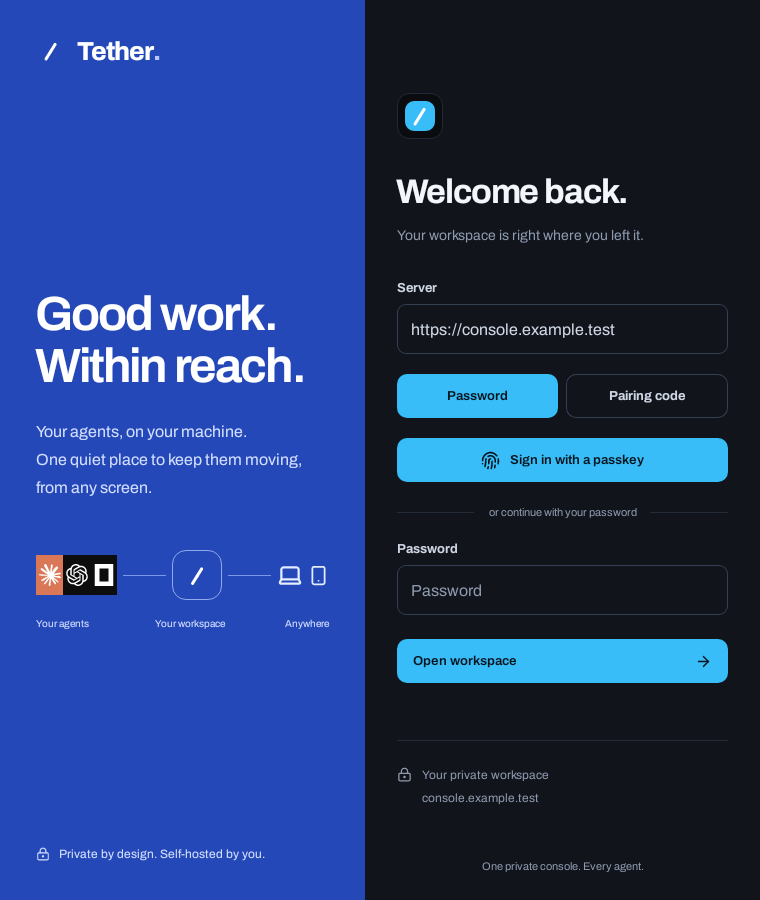 Tether.
Good work.
Within reach.
Your agents, on your machine.
One quiet place to keep them moving,
from any screen.
Your agents
Your workspace
Anywhere
Private by design. Self-hosted by you.
Welcome back.
Your workspace is right where you left it.
Server
https://console.example.test
Password
Pairing code
Sign in with a passkey
or continue with your password
Password
Password
Open workspace
Your private workspace
console.example.test
One private console. Every agent.